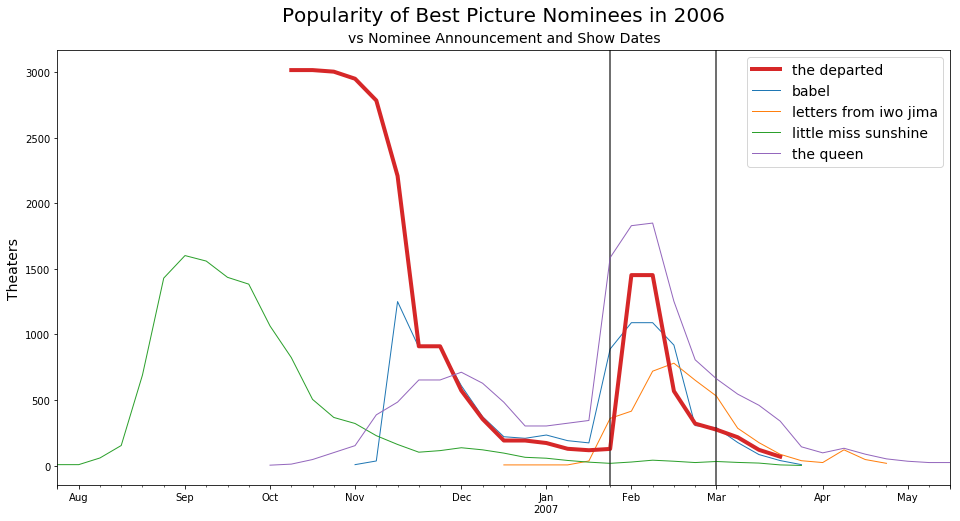 Popularity of Best Picture Nominees in 2006
vs Nominee Announcement and Show Dates
the departed
babel
letters from iwo jima
little miss sunshine
the queen
Theaters
3000
2500
2000
1500
1000
500
0
Aug Sep Oct Nov Dec Jan Feb Mar Apr May
2007